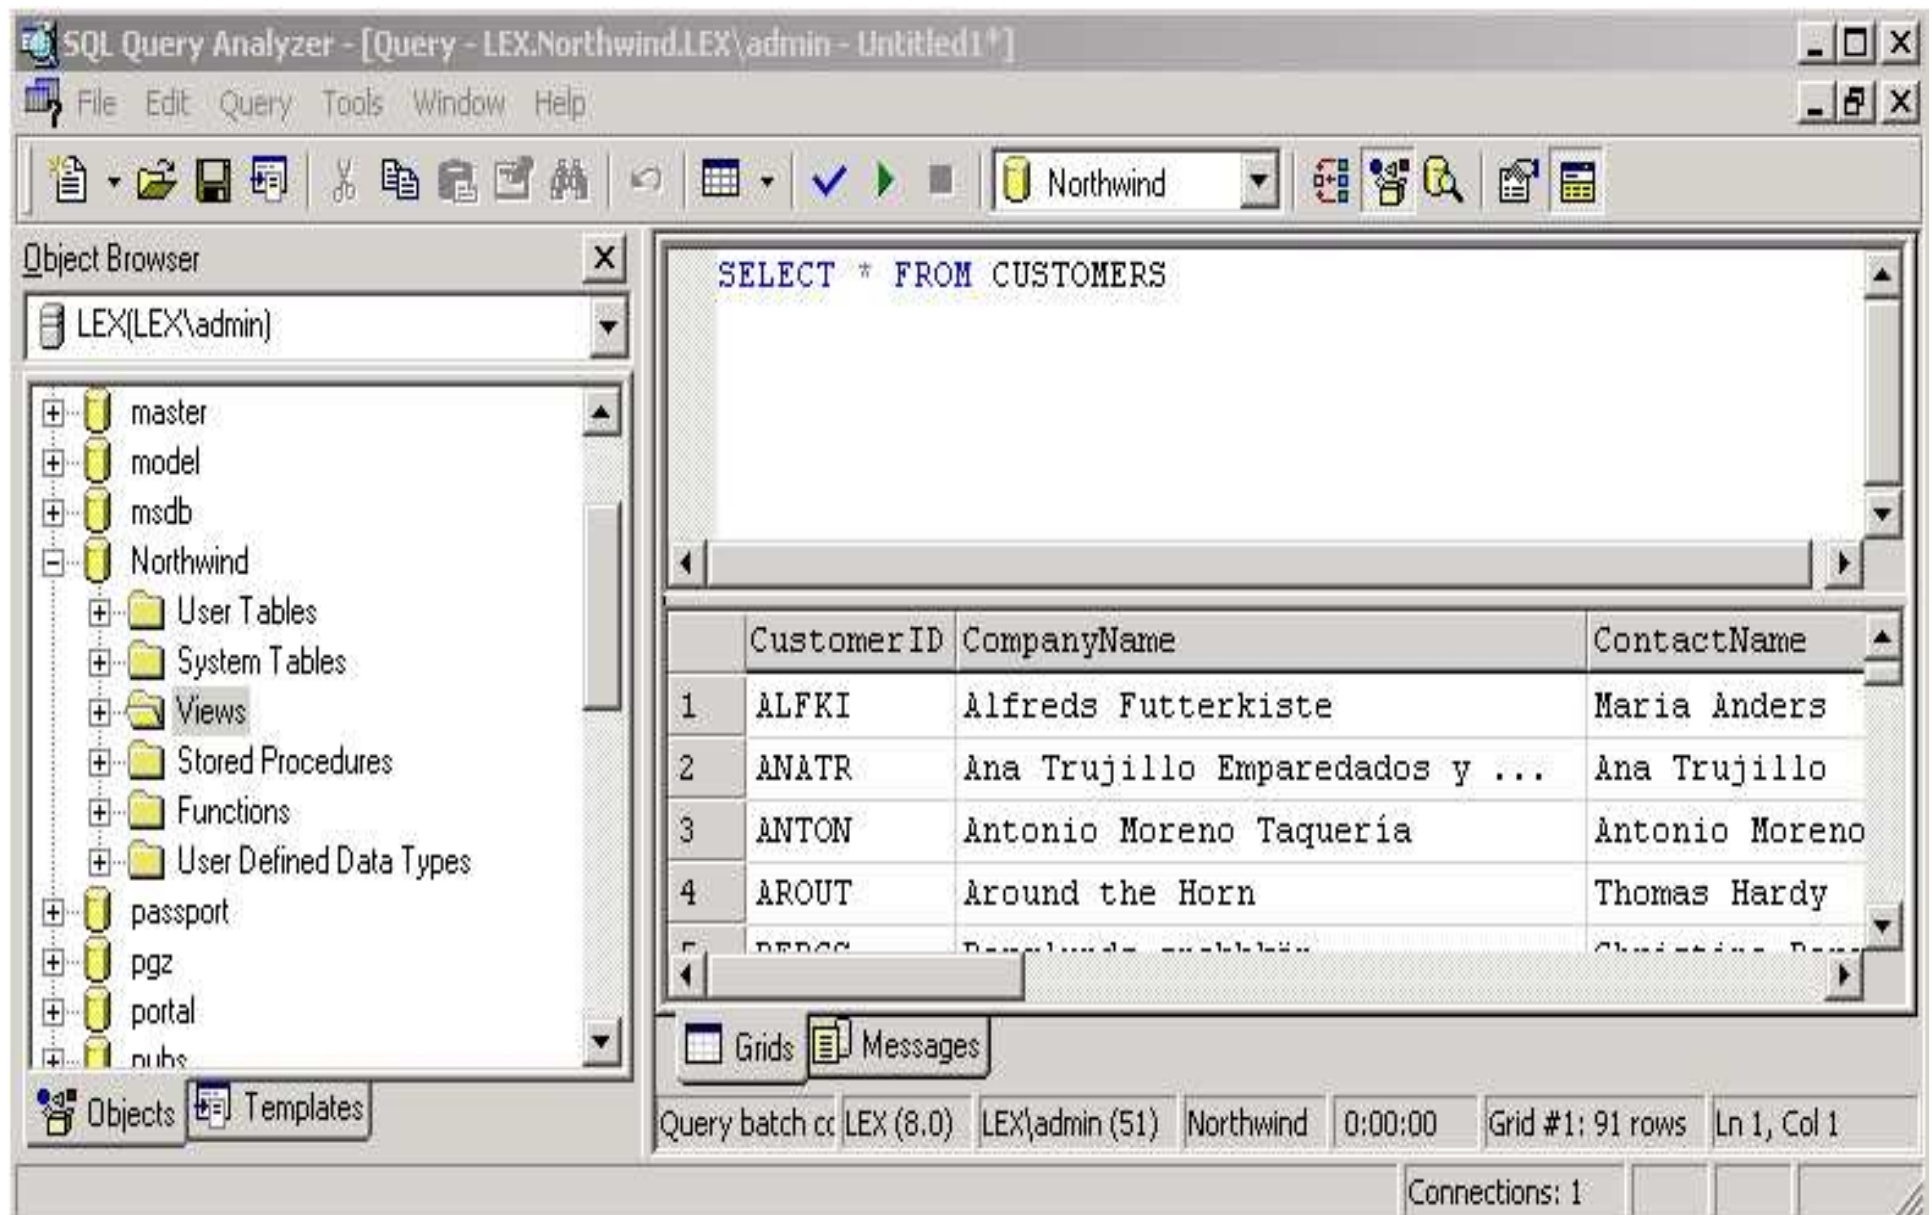 SQL Query Analyzer - [Query - LEX.Northwind.LEX\admin - Untitled1*]
File Edit Query Tools Window Help
Northwind
Object Browser
LEX(LEX\admin)
master
model
msdb
Northwind
User Tables
System Tables
Views
Stored Procedures
Functions
User Defined Data Types
passport
pgz
portal
pubs
Objects Templates
SELECT * FROM CUSTOMERS
CustomerID CompanyName ContactName
1 ALFKI Alfreds Futterkiste Maria Anders
2 ANATR Ana Trujillo Emparedados y ... Ana Trujillo
3 ANTON Antonio Moreno Taquería Antonio Moreno
4 AROUT Around the Horn Thomas Hardy
Grids Messages
Query batch cc LEX (8.0) LEX\admin (51) Northwind 0:00:00 Grid #1: 91 rows Ln 1, Col 1
Connections: 1